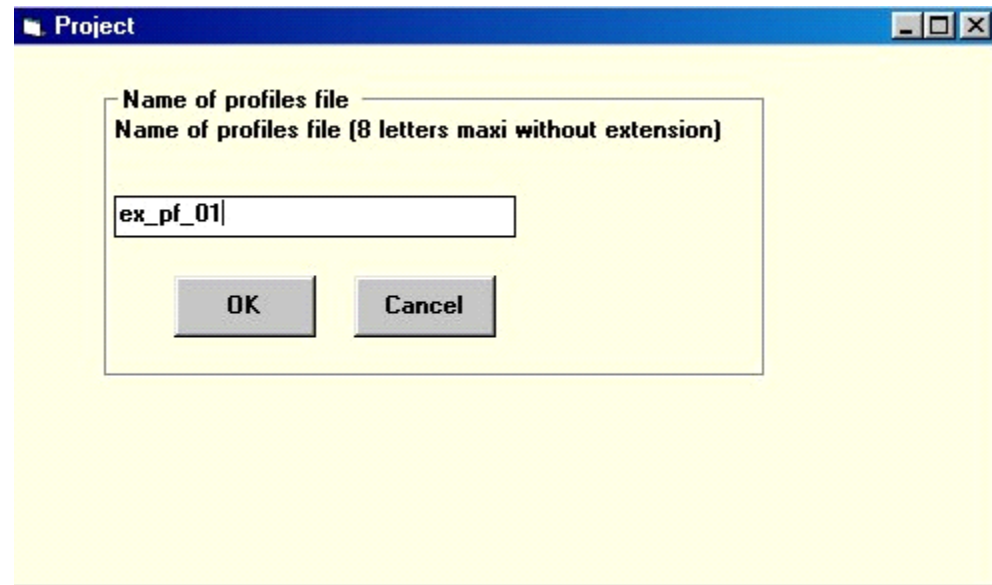 Project
Name of profiles file
Name of profiles file (8 letters maxi without extension)
ex_pf_01
OK
Cancel